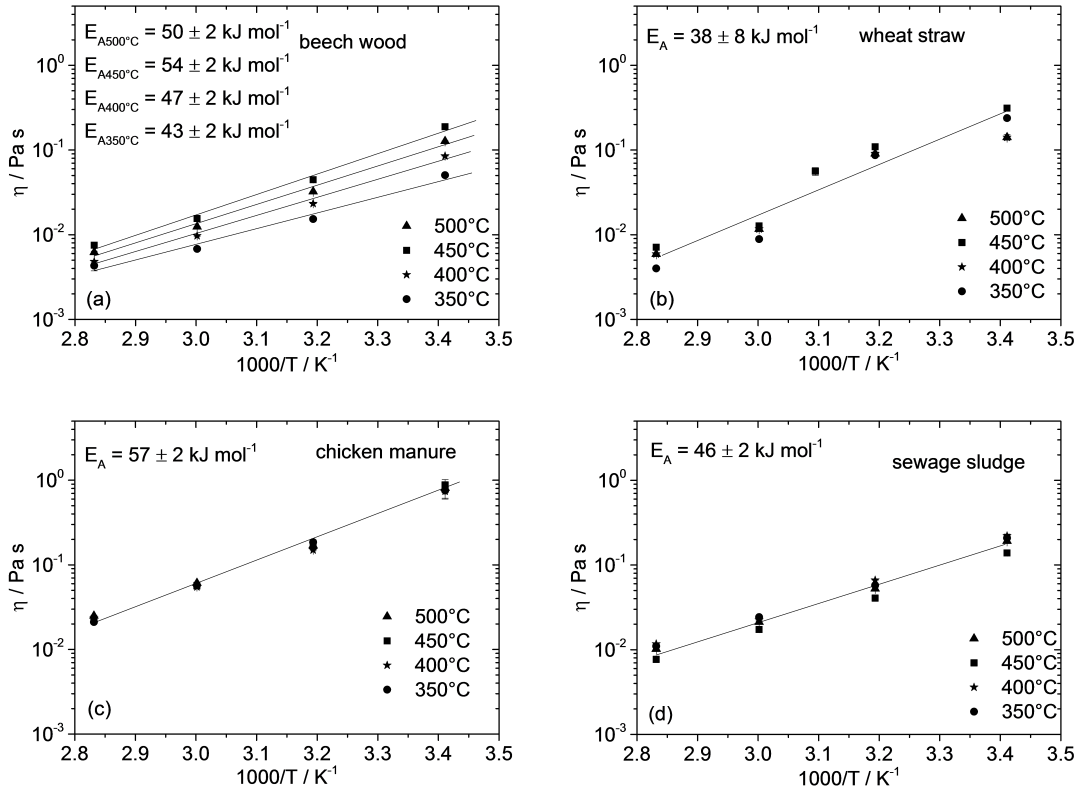 E_A500°C = 50 ± 2 kJ mol⁻¹
beech wood
E_A450°C = 54 ± 2 kJ mol⁻¹
E_A400°C = 47 ± 2 kJ mol⁻¹
E_A350°C = 43 ± 2 kJ mol⁻¹
10⁰
10⁻¹
10⁻²
10⁻³
η / Pa s
500°C
450°C
400°C
350°C
(a)
2.8 2.9 3.0 3.1 3.2 3.3 3.4 3.5
1000/T / K⁻¹
E_A = 38 ± 8 kJ mol⁻¹
wheat straw
10⁰
10⁻¹
10⁻²
10⁻³
η / Pa s
500°C
450°C
400°C
350°C
(b)
2.8 2.9 3.0 3.1 3.2 3.3 3.4 3.5
1000/T / K⁻¹
E_A = 57 ± 2 kJ mol⁻¹
chicken manure
10⁰
10⁻¹
10⁻²
10⁻³
η / Pa s
500°C
450°C
400°C
350°C
(c)
2.8 2.9 3.0 3.1 3.2 3.3 3.4 3.5
1000/T / K⁻¹
E_A = 46 ± 2 kJ mol⁻¹
sewage sludge
10⁰
10⁻¹
10⁻²
10⁻³
η / Pa s
500°C
450°C
400°C
350°C
(d)
2.8 2.9 3.0 3.1 3.2 3.3 3.4 3.5
1000/T / K⁻¹